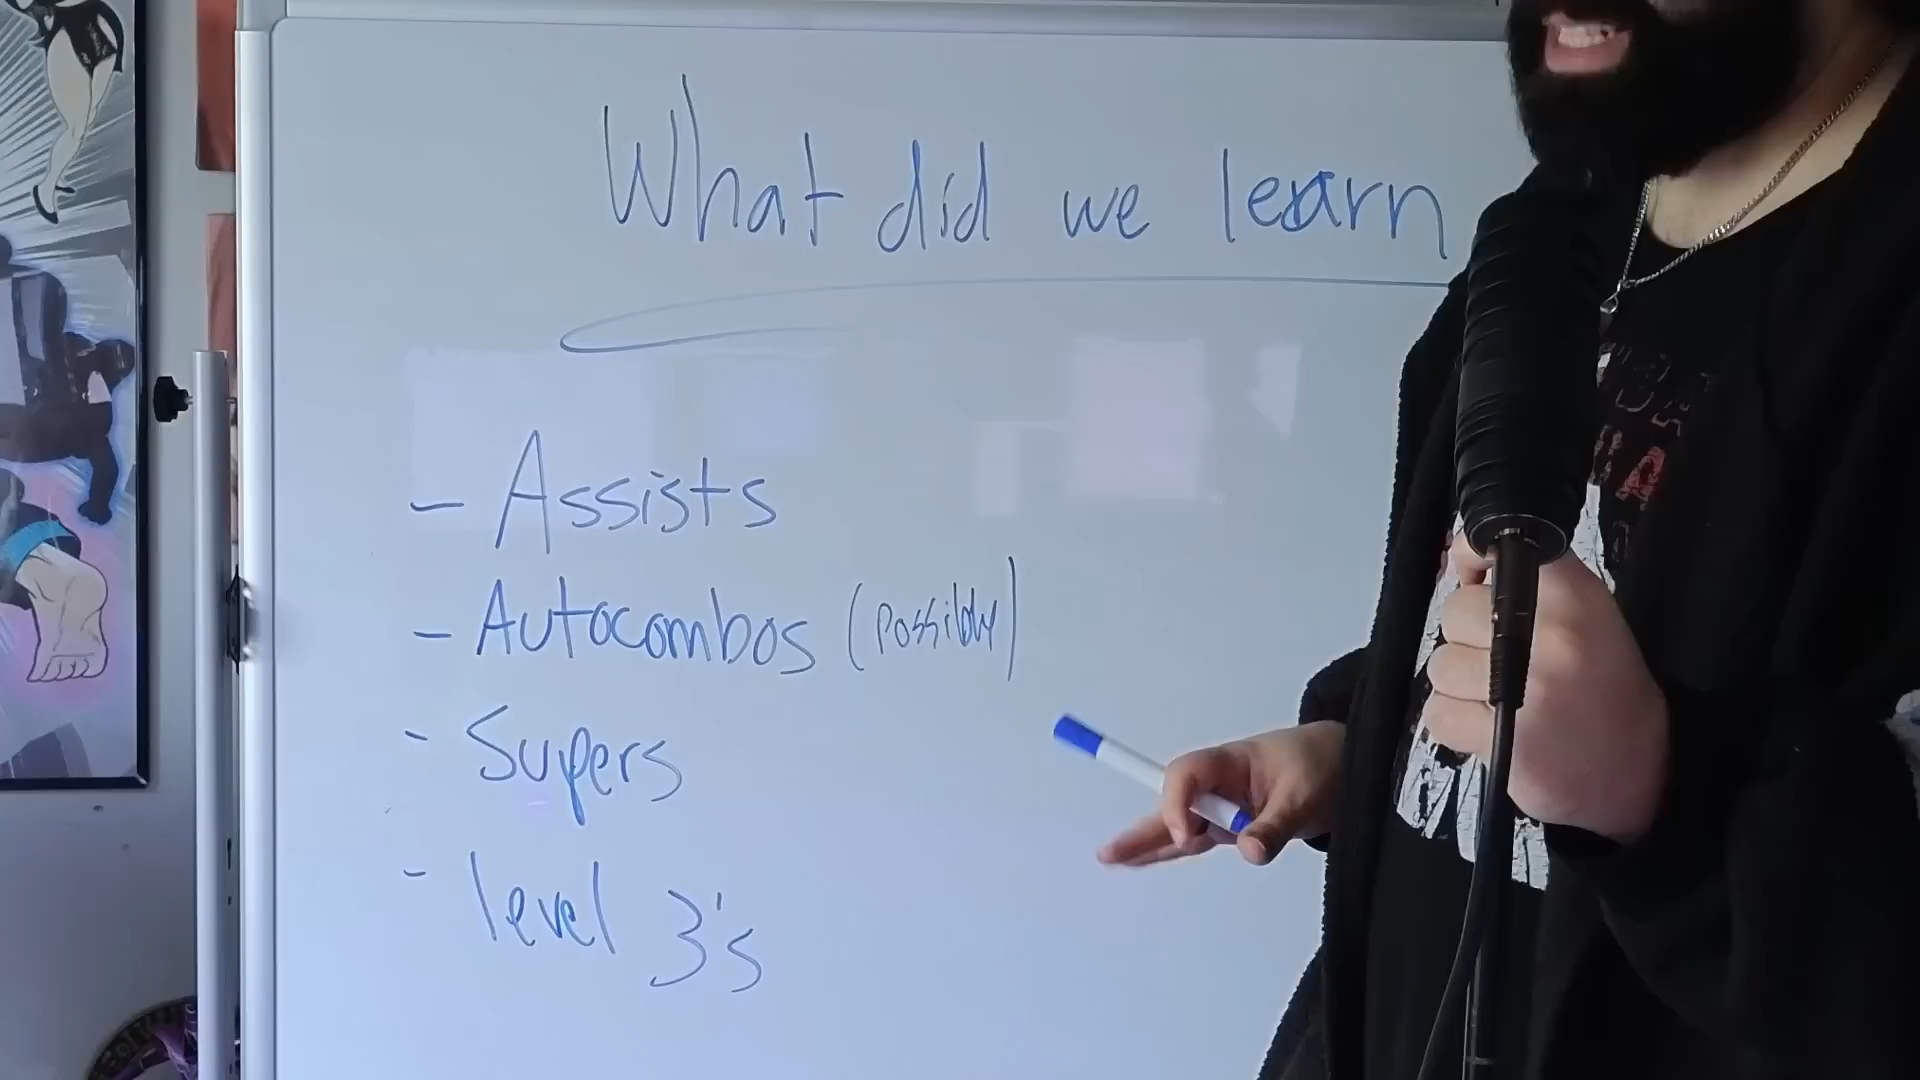 What did we learn
- Assists
- Autocombos (possibly)
- Supers
- level 3's